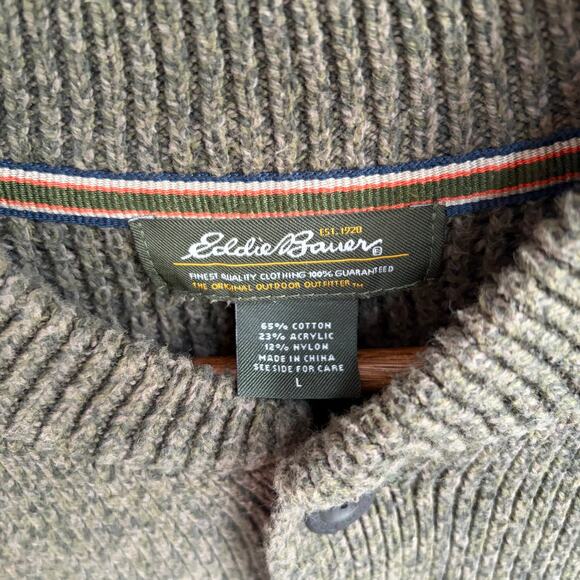 EST. 1920
Eddie Bauer
FINEST QUALITY CLOTHING 100% GUARANTEED
THE ORIGINAL OUTDOOR OUTFITTER™
65% COTTON
23% ACRYLIC
12% NYLON
MADE IN CHINA
SEE SIDE FOR CARE
L